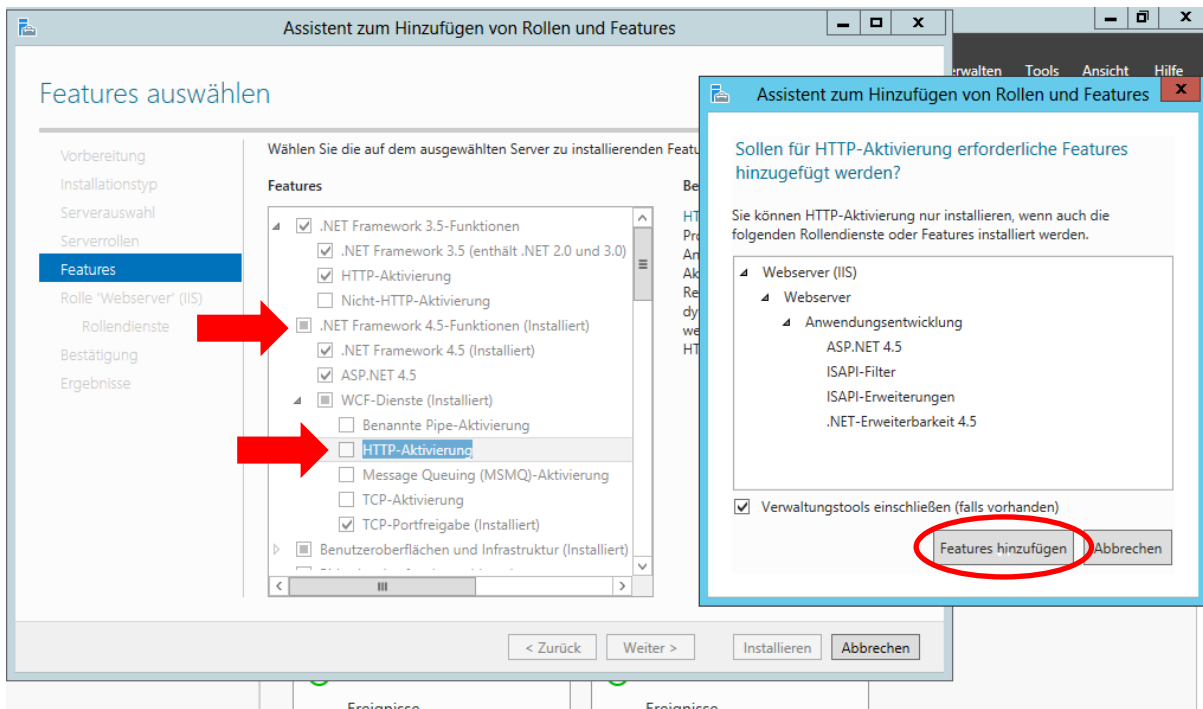 Assistent zum Hinzufügen von Rollen und Features
Features auswählen
Vorbereitung
Installationstyp
Serverauswahl
Serverrollen
Features
Rolle 'Webserver' (IIS)
Rollendienste
Bestätigung
Ergebnisse
Wählen Sie die auf dem ausgewählten Server zu installierenden
Features
.NET Framework 3.5-Funktionen
.NET Framework 3.5 (enthält .NET 2.0 und 3.0)
HTTP-Aktivierung
Nicht-HTTP-Aktivierung
.NET Framework 4.5-Funktionen (Installiert)
.NET Framework 4.5 (Installiert)
ASP.NET 4.5
WCF-Dienste (Installiert)
Benannte Pipe-Aktivierung
HTTP-Aktivierung
Message Queuing (MSMQ)-Aktivierung
TCP-Aktivierung
TCP-Portfreigabe (Installiert)
Benutzeroberflächen und Infrastruktur (Installiert)
< Zurück
Weiter >
Installieren
Abbrechen
Tools Ansicht Hilfe
Assistent zum Hinzufügen von Rollen und Features
Sollen für HTTP-Aktivierung erforderliche Features
hinzugefügt werden?
Sie können HTTP-Aktivierung nur installieren, wenn auch die
folgenden Rollendienste oder Features installiert werden.
Webserver (IIS)
Webserver
Anwendungsentwicklung
ASP.NET 4.5
ISAPI-Filter
ISAPI-Erweiterungen
.NET-Erweiterbarkeit 4.5
Verwaltungstools einschließen (falls vorhanden)
Features hinzufügen
Abbrechen
Ereignisse
Ereignisse